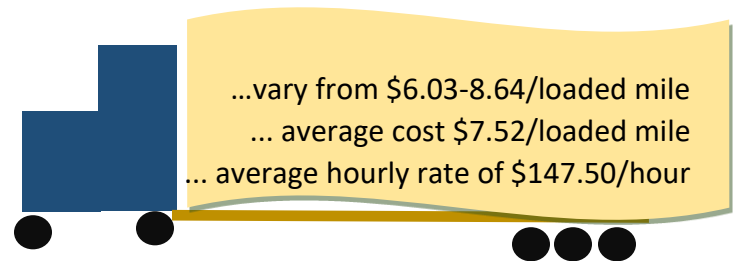 …vary from $6.03-8.64/loaded mile
... average cost $7.52/loaded mile
... average hourly rate of $147.50/hour